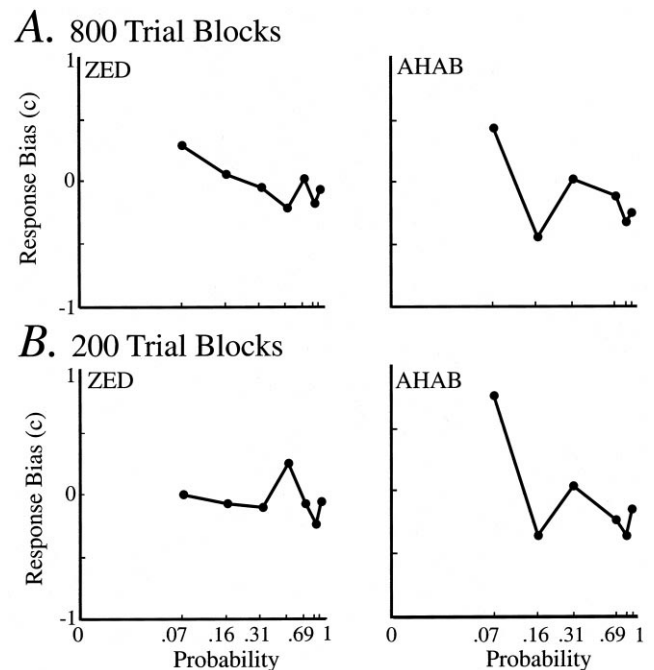 A. 800 Trial Blocks
1
ZED
AHAB
Response Bias (c)
0
-1
B. 200 Trial Blocks
1
ZED
AHAB
Response Bias (c)
0
-1
0 .07 .16 .31 .69 1
0 .07 .16 .31 .69 1
Probability
Probability